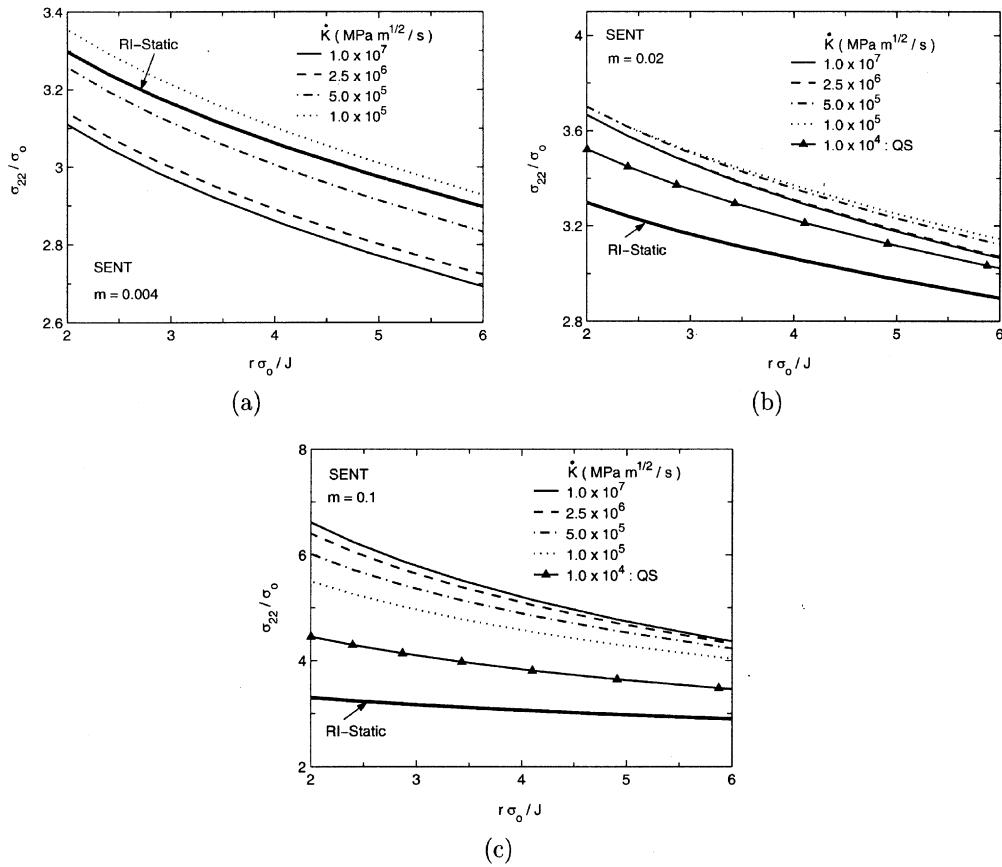 3.4
3.2
3
2.8
2.6
σ22 / σo
RI−Static
K̇ ( MPa m1/2 / s )
1.0 x 10^7
2.5 x 10^6
5.0 x 10^5
1.0 x 10^5
SENT
m = 0.004
2 3 4 5 6
r σo / J
(a)
4
3.6
3.2
2.8
σ22 / σo
SENT
m = 0.02
K̇ ( MPa m1/2 / s )
1.0 x 10^7
2.5 x 10^6
5.0 x 10^5
1.0 x 10^5
1.0 x 10^4 : QS
RI−Static
2 3 4 5 6
r σo / J
(b)
8
6
4
2
σ22 / σo
SENT
m = 0.1
K̇ ( MPa m1/2 / s )
1.0 x 10^7
2.5 x 10^6
5.0 x 10^5
1.0 x 10^5
1.0 x 10^4 : QS
RI−Static
2 3 4 5 6
r σo / J
(c)